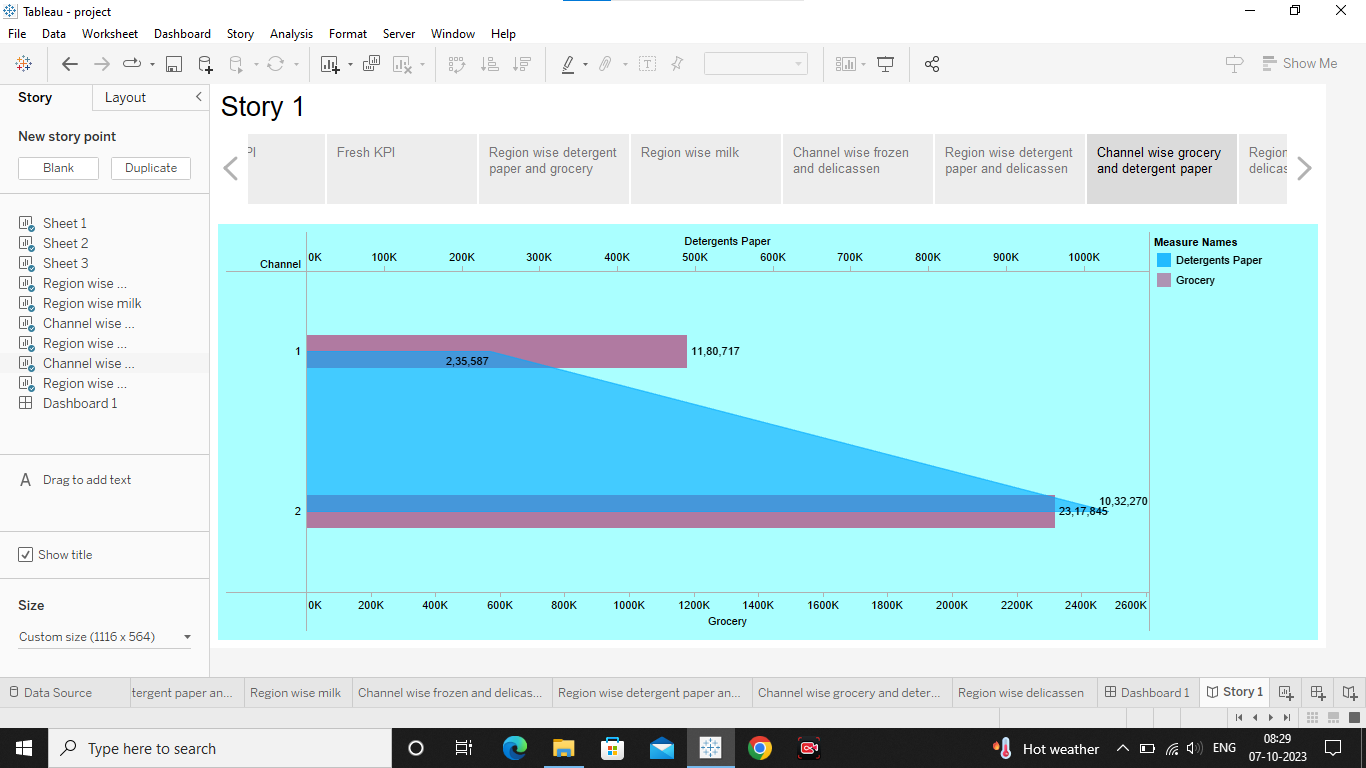 Tableau - project
File Data Worksheet Dashboard Story Analysis Format Server Window Help
Show Me
Story Layout
New story point
Blank Duplicate
Sheet 1
Sheet 2
Sheet 3
Region wise ...
Region wise milk
Channel wise ...
Region wise ...
Channel wise ...
Region wise ...
Dashboard 1
A Drag to add text
Show title
Size
Custom size (1116 x 564)
Story 1
PI
Fresh KPI
Region wise detergent
paper and grocery
Region wise milk
Channel wise frozen
and delicassen
Region wise detergent
paper and delicassen
Channel wise grocery
and detergent paper
Region
delicas
Detergents Paper
Channel 0K 100K 200K 300K 400K 500K 600K 700K 800K 900K 1000K
1
11,80,717
2,35,587
2
10,32,270
23,17,845
0K 200K 400K 600K 800K 1000K 1200K 1400K 1600K 1800K 2000K 2200K 2400K 2600K
Grocery
Measure Names
Detergents Paper
Grocery
Data Source tergent paper an... Region wise milk Channel wise frozen and delicas... Region wise detergent paper an... Channel wise grocery and deter... Region wise delicassen Dashboard 1 Story 1
Type here to search
Hot weather
ENG
08:29
07-10-2023